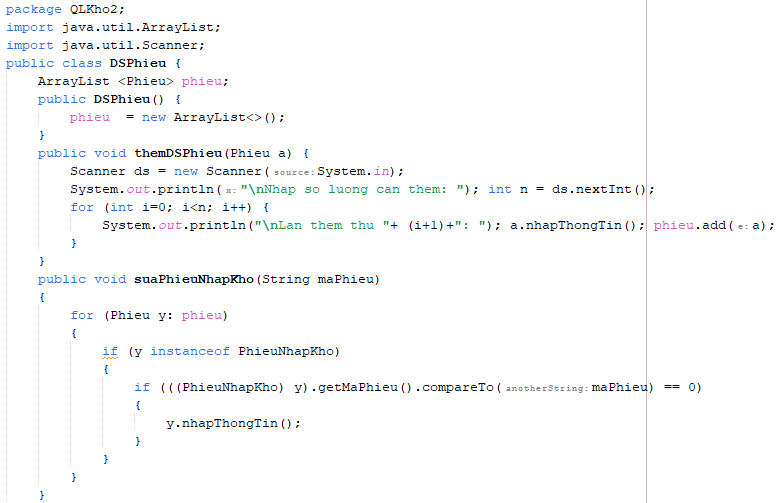 package QLKho2;
import java.util.ArrayList;
import java.util.Scanner;
public class DSPhieu {
    ArrayList <Phieu> phieu;
    public DSPhieu() {
        phieu  = new ArrayList<>();
    }
    public void themDSPhieu(Phieu a) {
        Scanner ds = new Scanner(source:System.in);
        System.out.println(x:"\nNhap so luong can them: "); int n = ds.nextInt();
        for (int i=0; i<n; i++) {
            System.out.println("\nLan them thu "+ (i+1)+": "); a.nhapThongTin(); phieu.add(e:a);
        }
    }
    public void suaPhieuNhapKho(String maPhieu)
    {
        for (Phieu y: phieu)
        {
            if (y instanceof PhieuNhapKho)
            {
                if (((PhieuNhapKho) y).getMaPhieu().compareTo(anotherString:maPhieu) == 0)
                {
                    y.nhapThongTin();
                }
            }
        }
    }